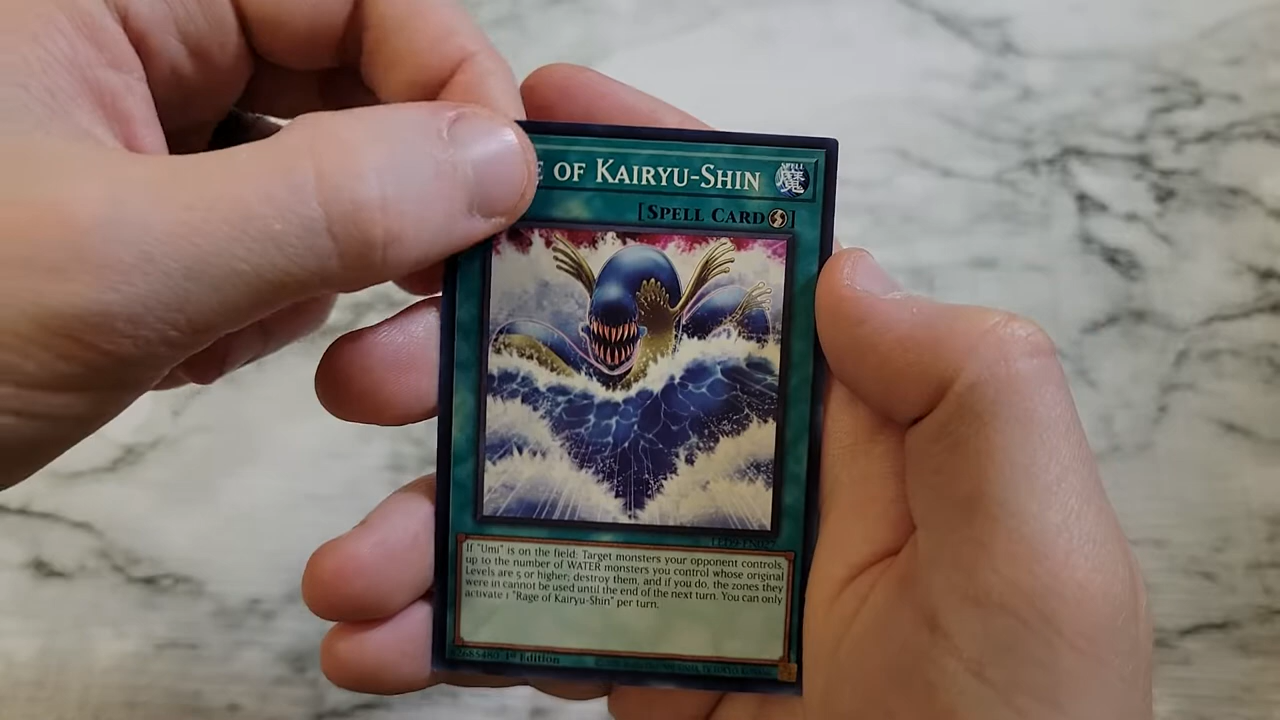 E OF KAIRYU-SHIN
SPELL
魔
[SPELL CARD]
LED9-EN027
If "Umi" is on the field: Target monsters your opponent controls,
up to the number of WATER monsters you control whose original
Levels are 5 or higher; destroy them, and if you do, the zones they
were in cannot be used until the end of the next turn. You can only
activate 1 "Rage of Kairyu-Shin" per turn.
2685480 1st Edition